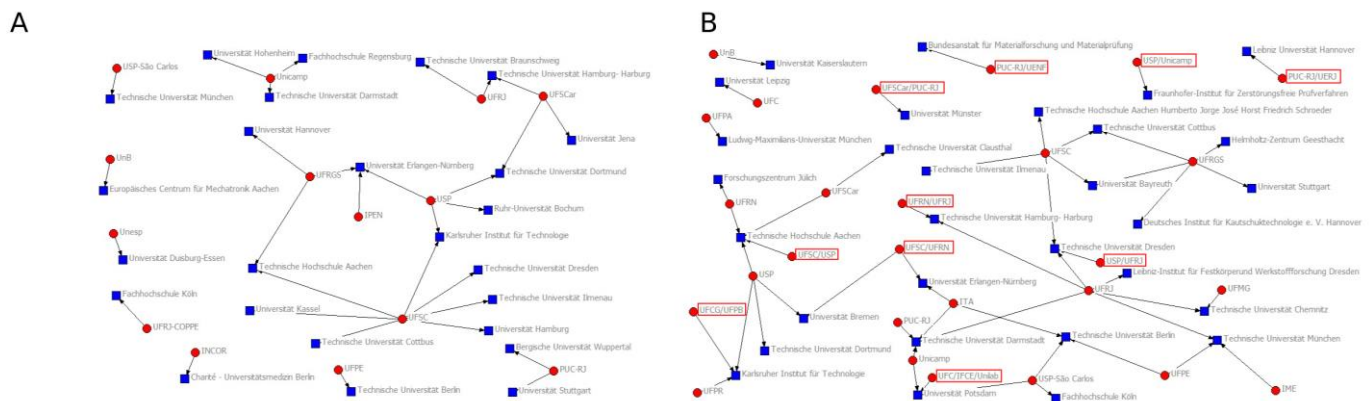 A
Universität Hohenheim
Fachhochschule Regensburg
USP-São Carlos
Unicamp
Technische Universität München
Technische Universität Darmstadt
Technische Universität Braunschweig
Technische Universität Hamburg- Harburg
UFRJ
UFSCar
Universität Hannover
Universität Jena
UnB
Universität Erlangen-Nürnberg
Technische Universität Dortmund
UFRGS
Europäisches Centrum für Mechatronik Aachen
USP
IPEN
Ruhr-Universität Bochum
Unesp
Karlsruher Institut für Technologie
Universität Duisburg-Essen
Technische Hochschule Aachen
Technische Universität Dresden
Fachhochschule Köln
Technische Universität Ilmenau
Universität Kassel
UFSC
UFRJ-COPPE
Universität Hamburg
Technische Universität Cottbus
INCOR
Bergische Universität Wuppertal
UFPE
PUC-RJ
Charité - Universitätsmedizin Berlin
Technische Universität Berlin
Universität Stuttgart
B
UnB
Universität Kaiserslautern
Bundesanstalt für Materialforschung und Materialprüfung
PUC-RJ/UENF
USP/Unicamp
Leibniz Universität Hannover
PUC-RJ/UERJ
Universität Leipzig
UFC
UFSCar/PUC-RJ
Fraunhofer-Institut für Zerstörungsfreie Prüfverfahren
Universität Münster
Technische Hochschule Aachen Humberto Jorge José Horst Friedrich Schroeder
UFPA
Technische Universität Cottbus
Ludwig-Maximilians-Universität München
Technische Universität Clausthal
Helmholtz-Zentrum Geesthacht
UFSC
UFRGS
Technische Universität Ilmenau
Forschungszentrum Jülich
Universität Bayreuth
Universität Stuttgart
UFSCar
UFRN
UFRN/UFRJ
Technische Universität Hamburg- Harburg
Deutsches Institut für Kautschuktechnologie e. V. Hannover
Technische Hochschule Aachen
UFSC/USP
UFSC/UFRN
Technische Universität Dresden
USP/UFRJ
USP
Leibniz-Institut für Festkörperund Werkstoffforschung Dresden
Universität Erlangen-Nürnberg
UFRJ
UFMG
ITA
UFCG/UFPB
Universität Bremen
Technische Universität Chemnitz
PUC-RJ
Technische Universität Darmstadt
Technische Universität Berlin
Technische Universität München
Technische Universität Dortmund
Unicamp
Karlsruher Institut für Technologie
UFC/IFCE/Unilab
USP-São Carlos
UFPE
UFPR
Universität Potsdam
Fachhochschule Köln
IME